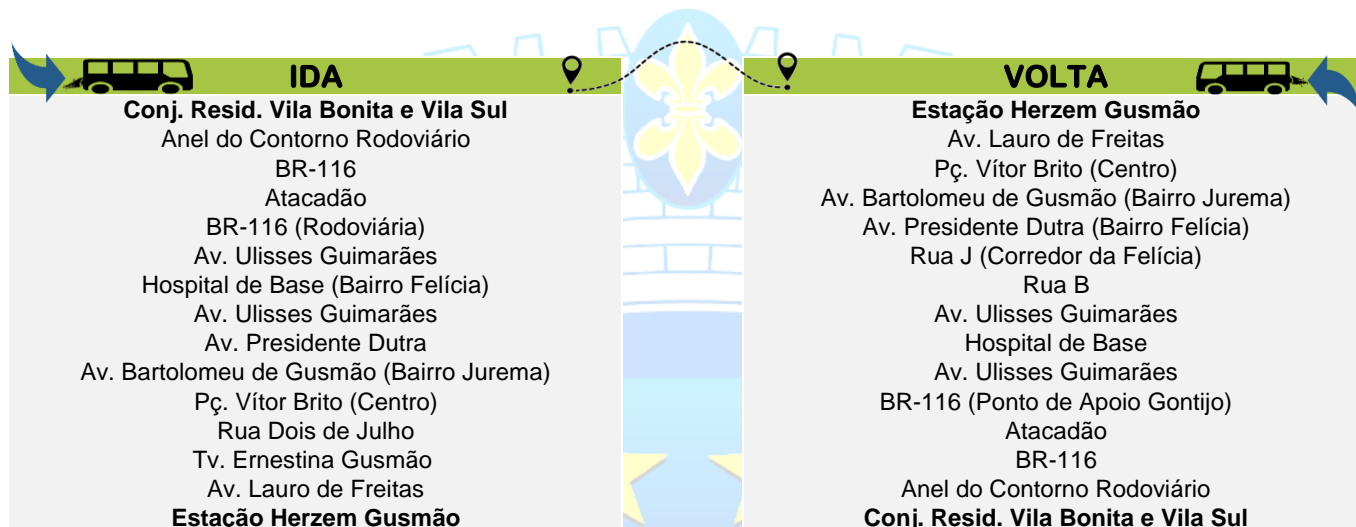 IDA
Conj. Resid. Vila Bonita e Vila Sul
Anel do Contorno Rodoviário
BR-116
Atacadão
BR-116 (Rodoviária)
Av. Ulisses Guimarães
Hospital de Base (Bairro Felícia)
Av. Ulisses Guimarães
Av. Presidente Dutra
Av. Bartolomeu de Gusmão (Bairro Jurema)
Pç. Vítor Brito (Centro)
Rua Dois de Julho
Tv. Ernestina Gusmão
Av. Lauro de Freitas
Estação Herzem Gusmão
VOLTA
Estação Herzem Gusmão
Av. Lauro de Freitas
Pç. Vítor Brito (Centro)
Av. Bartolomeu de Gusmão (Bairro Jurema)
Av. Presidente Dutra (Bairro Felícia)
Rua J (Corredor da Felícia)
Rua B
Av. Ulisses Guimarães
Hospital de Base
Av. Ulisses Guimarães
BR-116 (Ponto de Apoio Gontijo)
Atacadão
BR-116
Anel do Contorno Rodoviário
Conj. Resid. Vila Bonita e Vila Sul